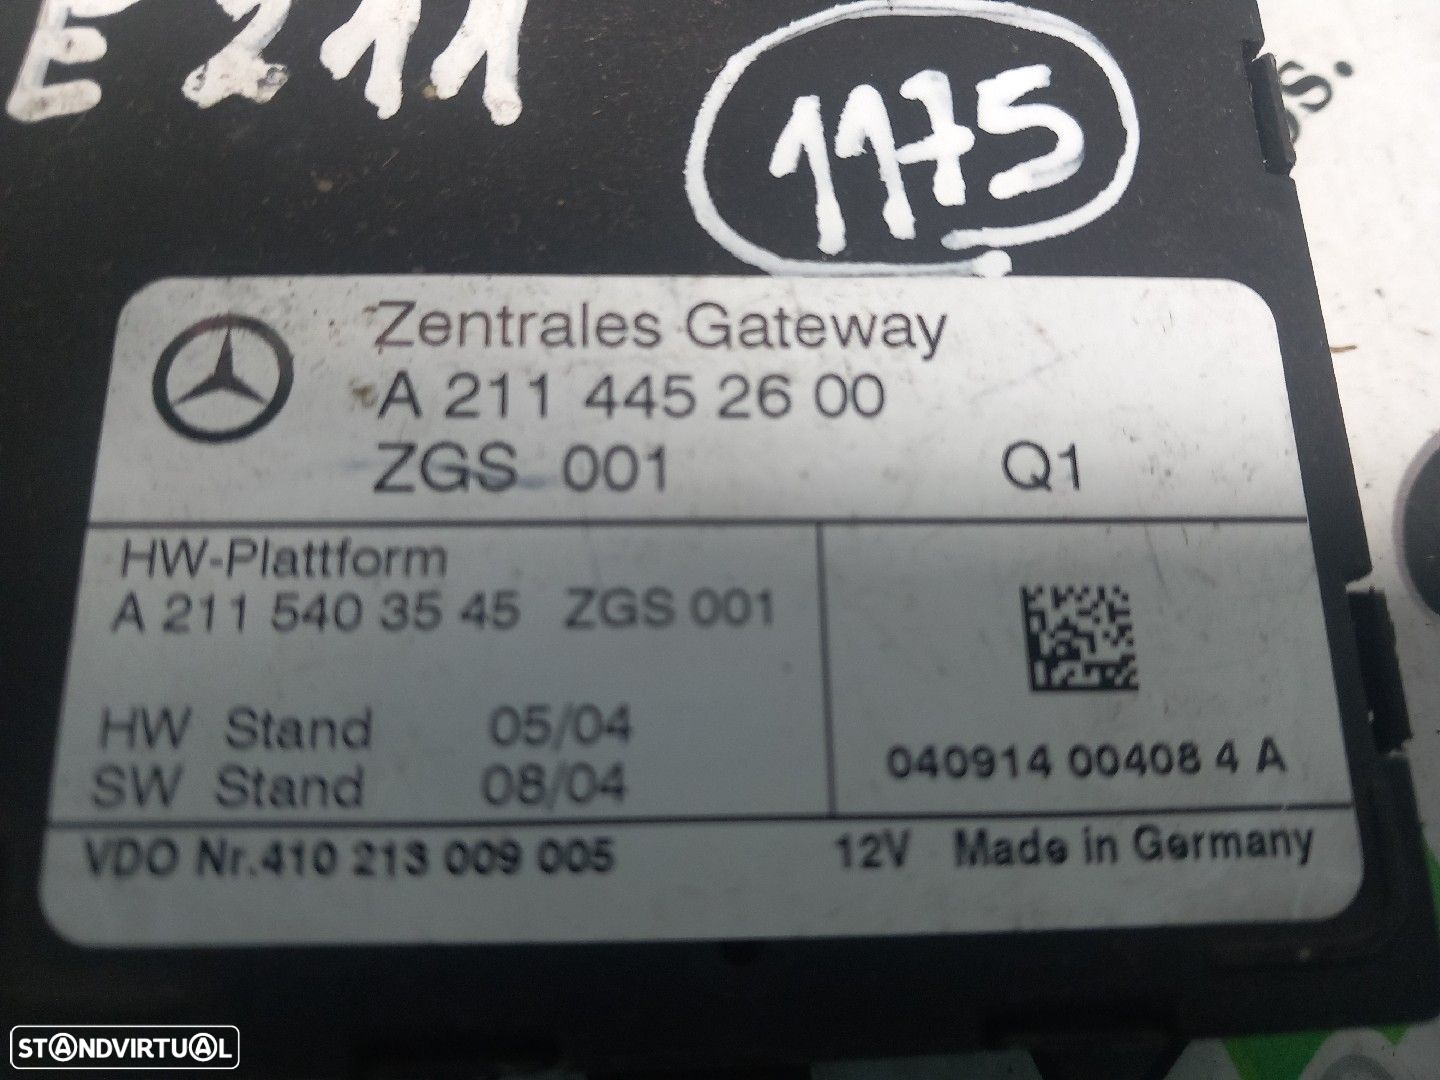 E 211
1175
os.
Zentrales Gateway
A 211 445 26 00
ZGS 001 Q1
HW-Plattform
A 211 540 35 45 ZGS 001
HW Stand 05/04
SW Stand 08/04
040914 00408 4 A
VDO Nr.410 213 009 005 12V Made in Germany
STANDVIRTUAL